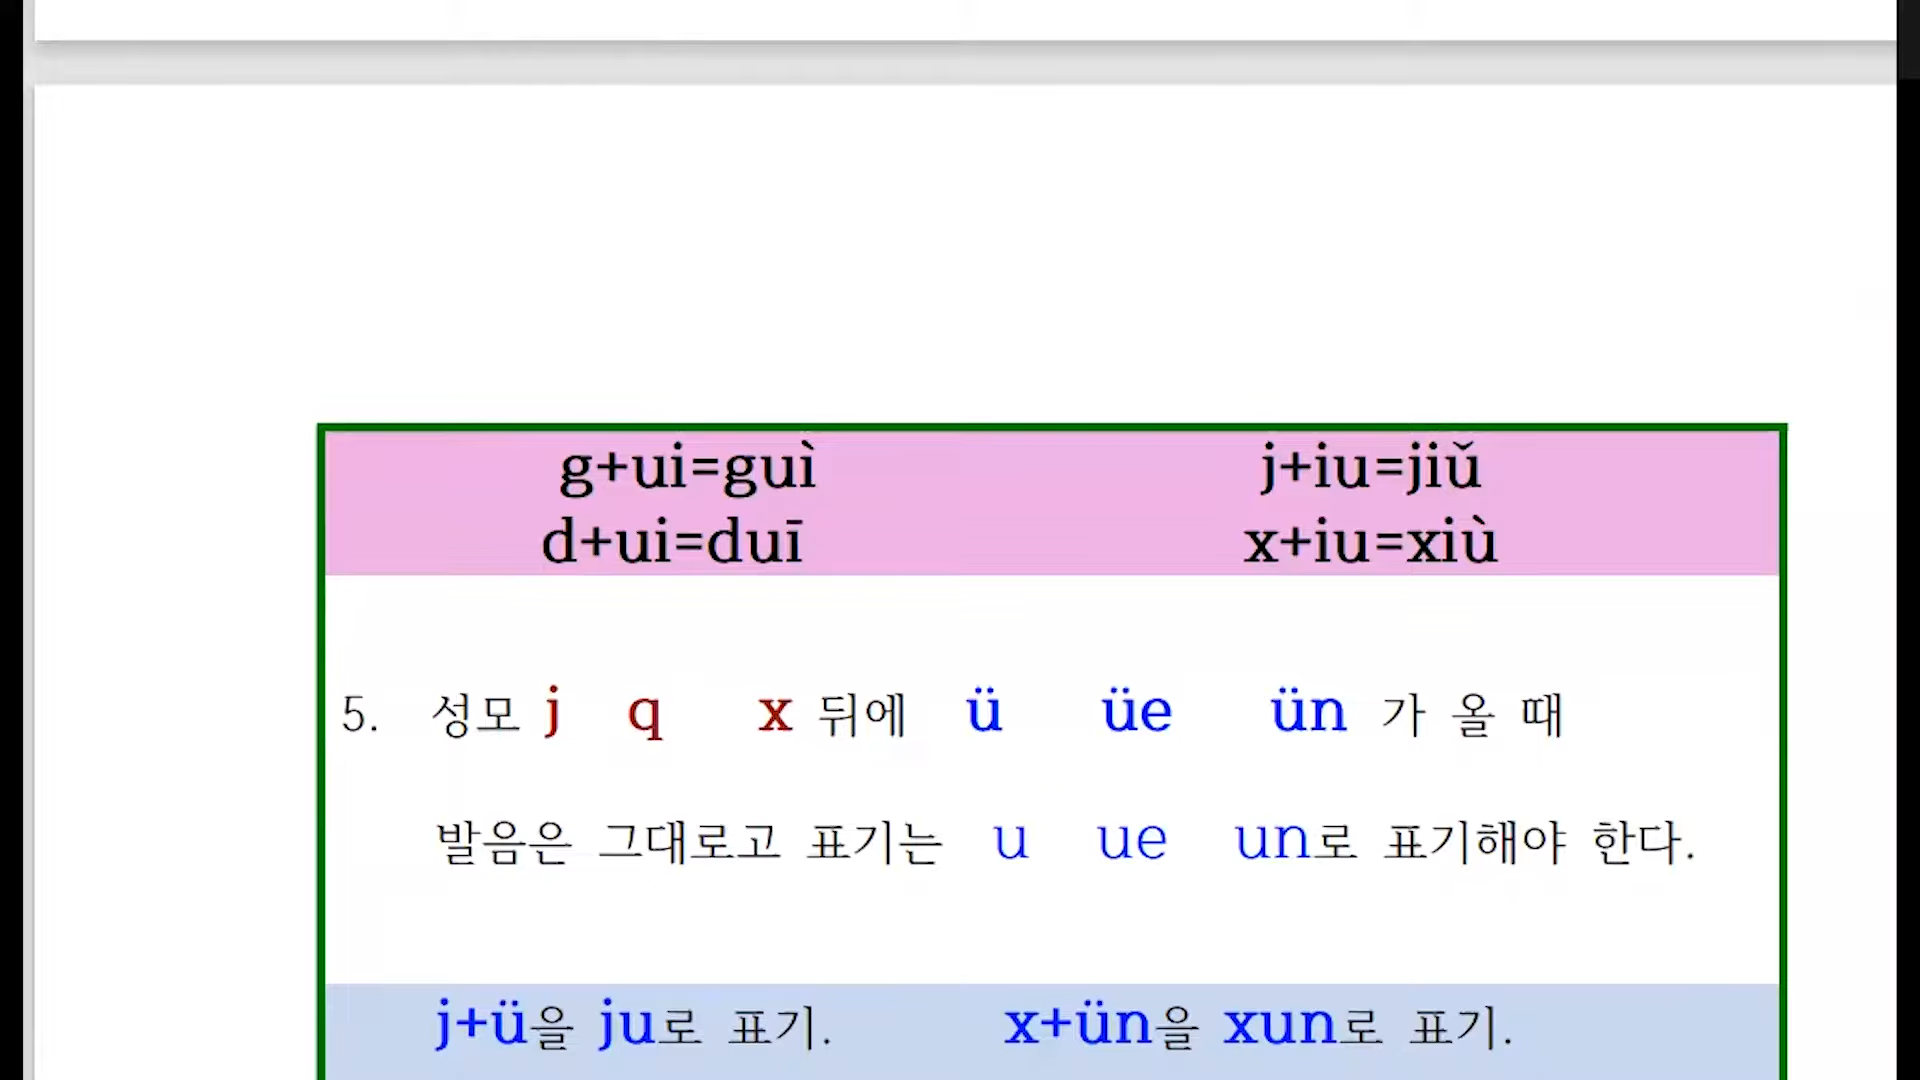 g+ui=guì j+iu=jiǔ
d+ui=duī x+iu=xiù
5. 성모 j q x 뒤에 ü üe ün 가 올 때
발음은 그대로고 표기는 u ue un로 표기해야 한다.
j+ü을 ju로 표기. x+ün을 xun로 표기.